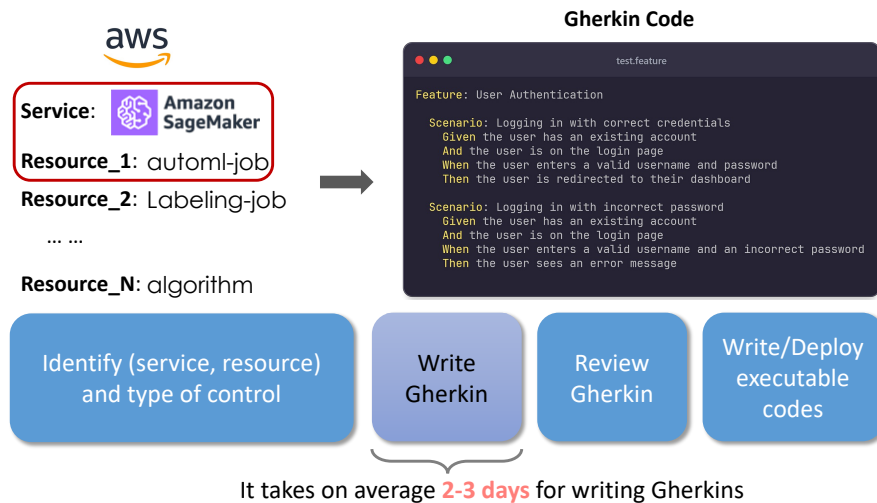 aws
Service: Amazon
SageMaker
Resource_1: automl-job
Resource_2: Labeling-job
... ...
Resource_N: algorithm
Gherkin Code
test.feature
Feature: User Authentication
Scenario: Logging in with correct credentials
Given the user has an existing account
And the user is on the login page
When the user enters a valid username and password
Then the user is redirected to their dashboard
Scenario: Logging in with incorrect password
Given the user has an existing account
And the user is on the login page
When the user enters a valid username and an incorrect password
Then the user sees an error message
Identify (service, resource)
and type of control
Write
Gherkin
Review
Gherkin
Write/Deploy
executable
codes
It takes on average 2-3 days for writing Gherkins